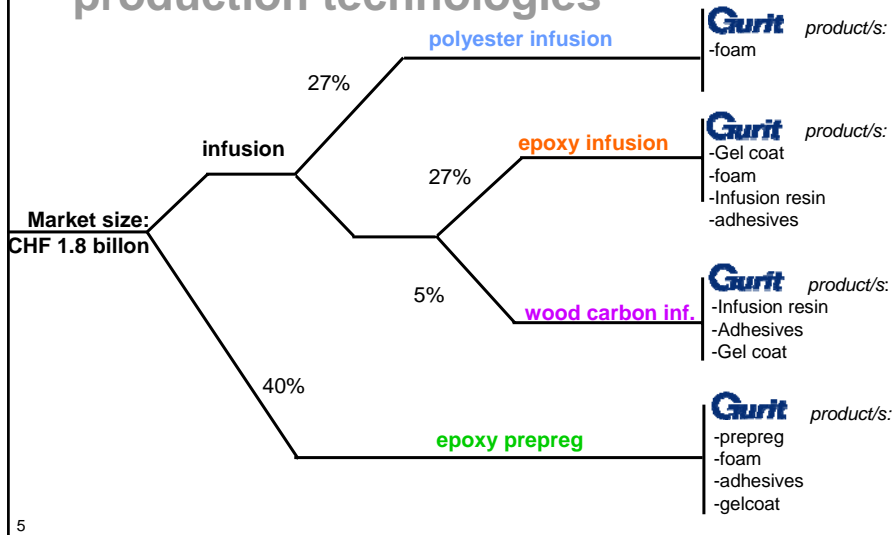 production technologies
polyester infusion
Gurit product/s:
-foam
27%
infusion
epoxy infusion
Gurit product/s:
-Gel coat
-foam
-Infusion resin
-adhesives
27%
Market size:
CHF 1.8 billon
5%
wood carbon inf.
Gurit product/s:
-Infusion resin
-Adhesives
-Gel coat
40%
epoxy prepreg
Gurit product/s:
-prepreg
-foam
-adhesives
-gelcoat
5